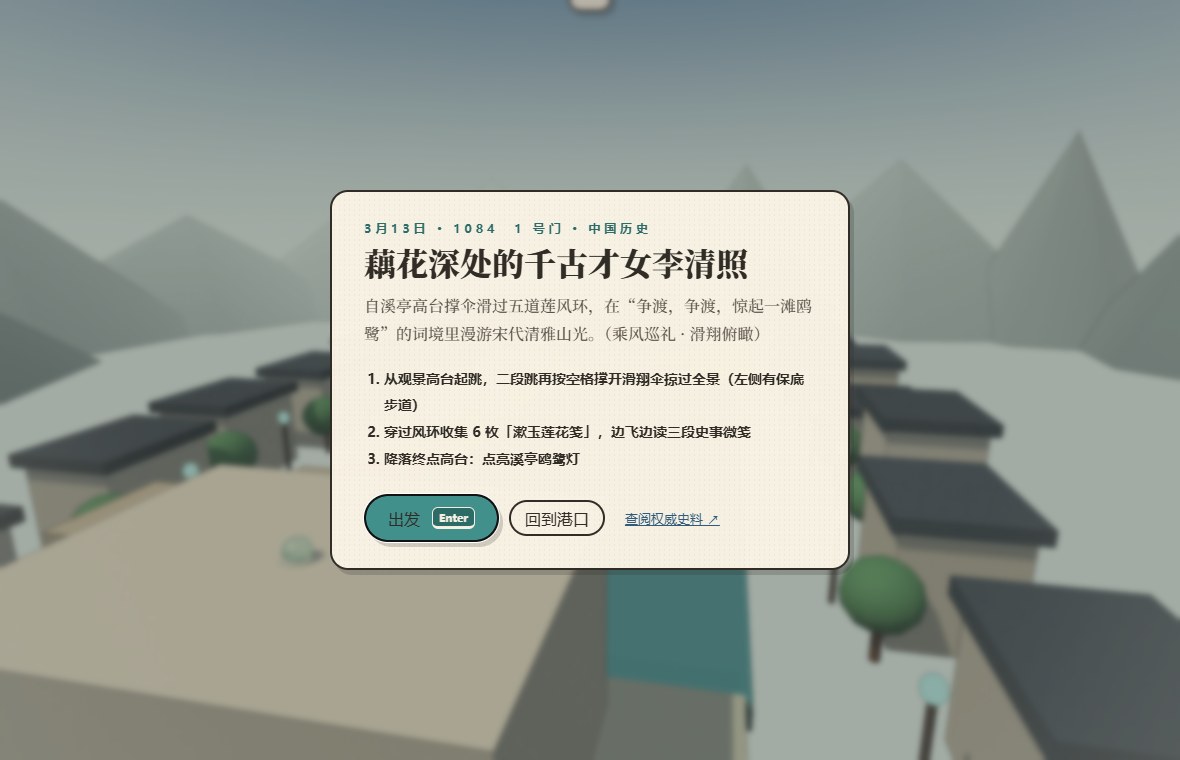 3月13日 • 1084 1 号门 • 中国历史
藕花深处的千古才女李清照
自溪亭高台撑伞滑过五道莲风环，在“争渡，争渡，惊起一滩鸥
鹭”的词境里漫游宋代清雅山光。（乘风巡礼 · 滑翔俯瞰）
1. 从观景高台起跳，二段跳再按空格撑开滑翔伞掠过全景（左侧有保底
步道）
2. 穿过风环收集 6 枚「漱玉莲花笺」，边飞边读三段史事微笺
3. 降落终点高台：点亮溪亭鸥鹭灯
出发 Enter 回到港口 查阅权威史料 ↗